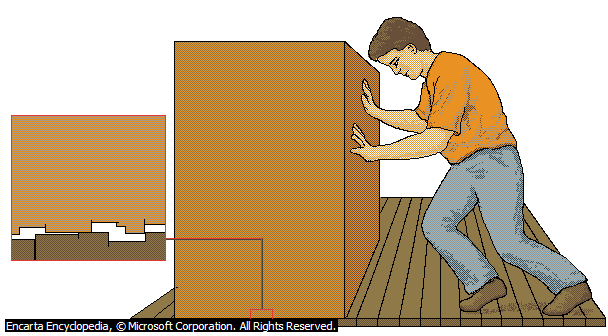 Encarta Encyclopedia, © Microsoft Corporation. All Rights Reserved.